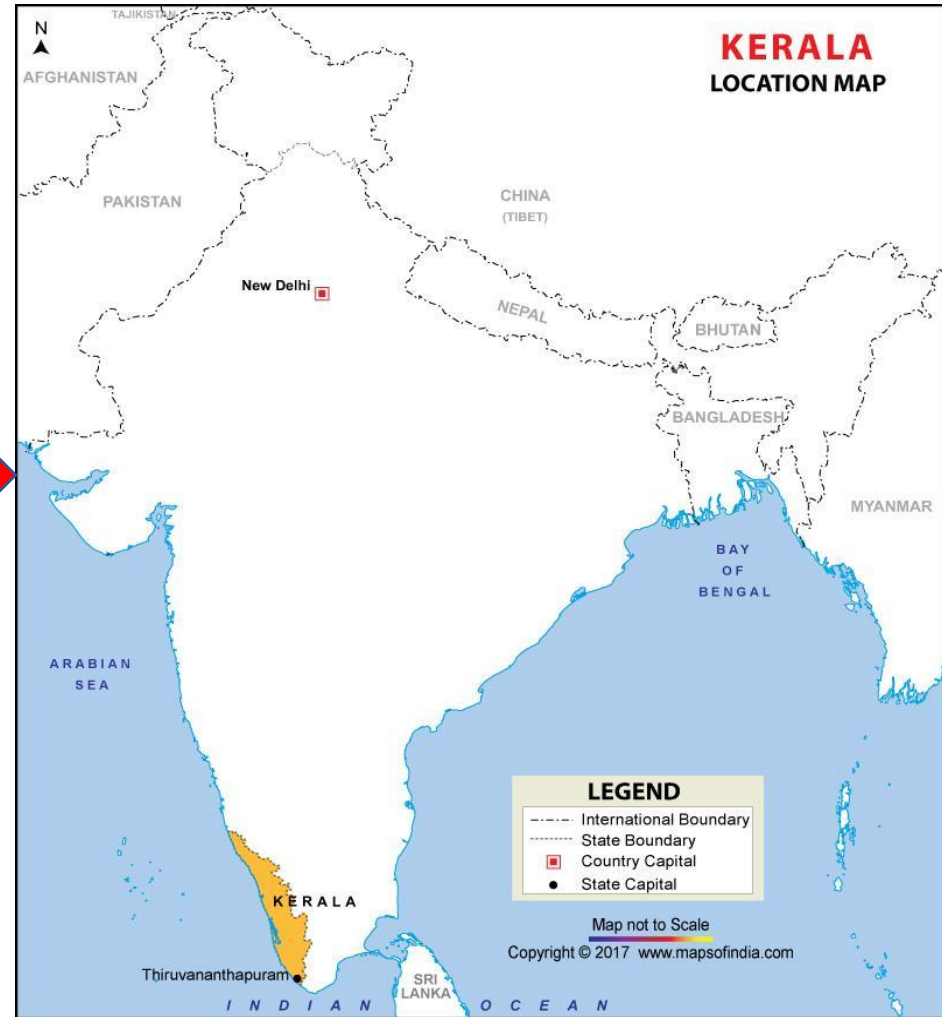 TAJIKISTAN
N
KERALA
LOCATION MAP
AFGHANISTAN
PAKISTAN
CHINA
(TIBET)
New Delhi
NEPAL
BHUTAN
BANGLADESH
MYANMAR
BAY
OF
BENGAL
ARABIAN
SEA
LEGEND
International Boundary
State Boundary
Country Capital
State Capital
KERALA
Map not to Scale
Copyright © 2017 www.mapsofindia.com
Thiruvananthapuram
SRI
LANKA
INDIAN OCEAN